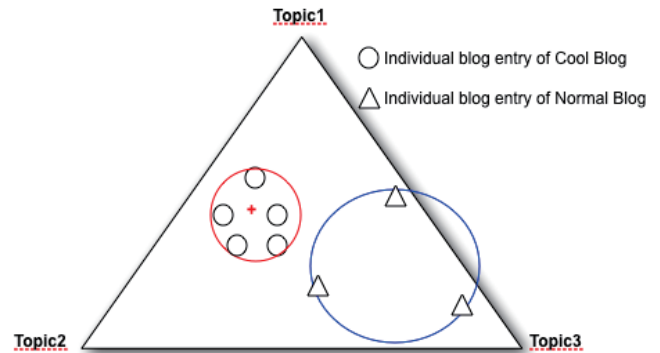 Topic1
Individual blog entry of Cool Blog
Individual blog entry of Normal Blog
Topic2
Topic3